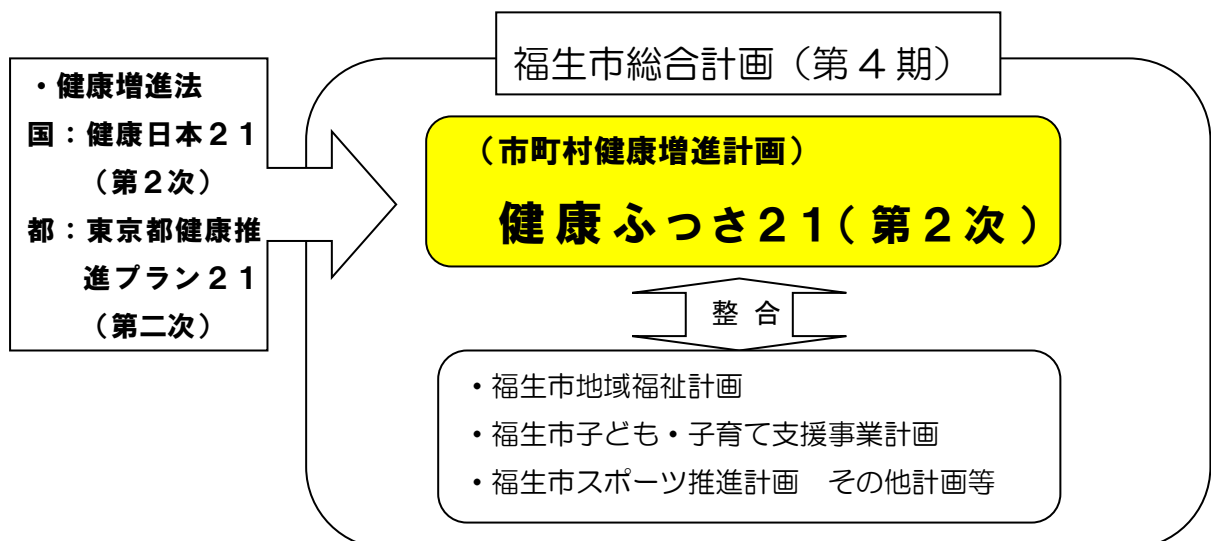 福生市総合計画（第4期）
・健康増進法
国：健康日本２１
（第２次）
都：東京都健康推
進プラン２１
（第二次）
（市町村健康増進計画）
健康ふっさ２１（第２次）
整合
・福生市地域福祉計画
・福生市子ども・子育て支援事業計画
・福生市スポーツ推進計画　その他計画等